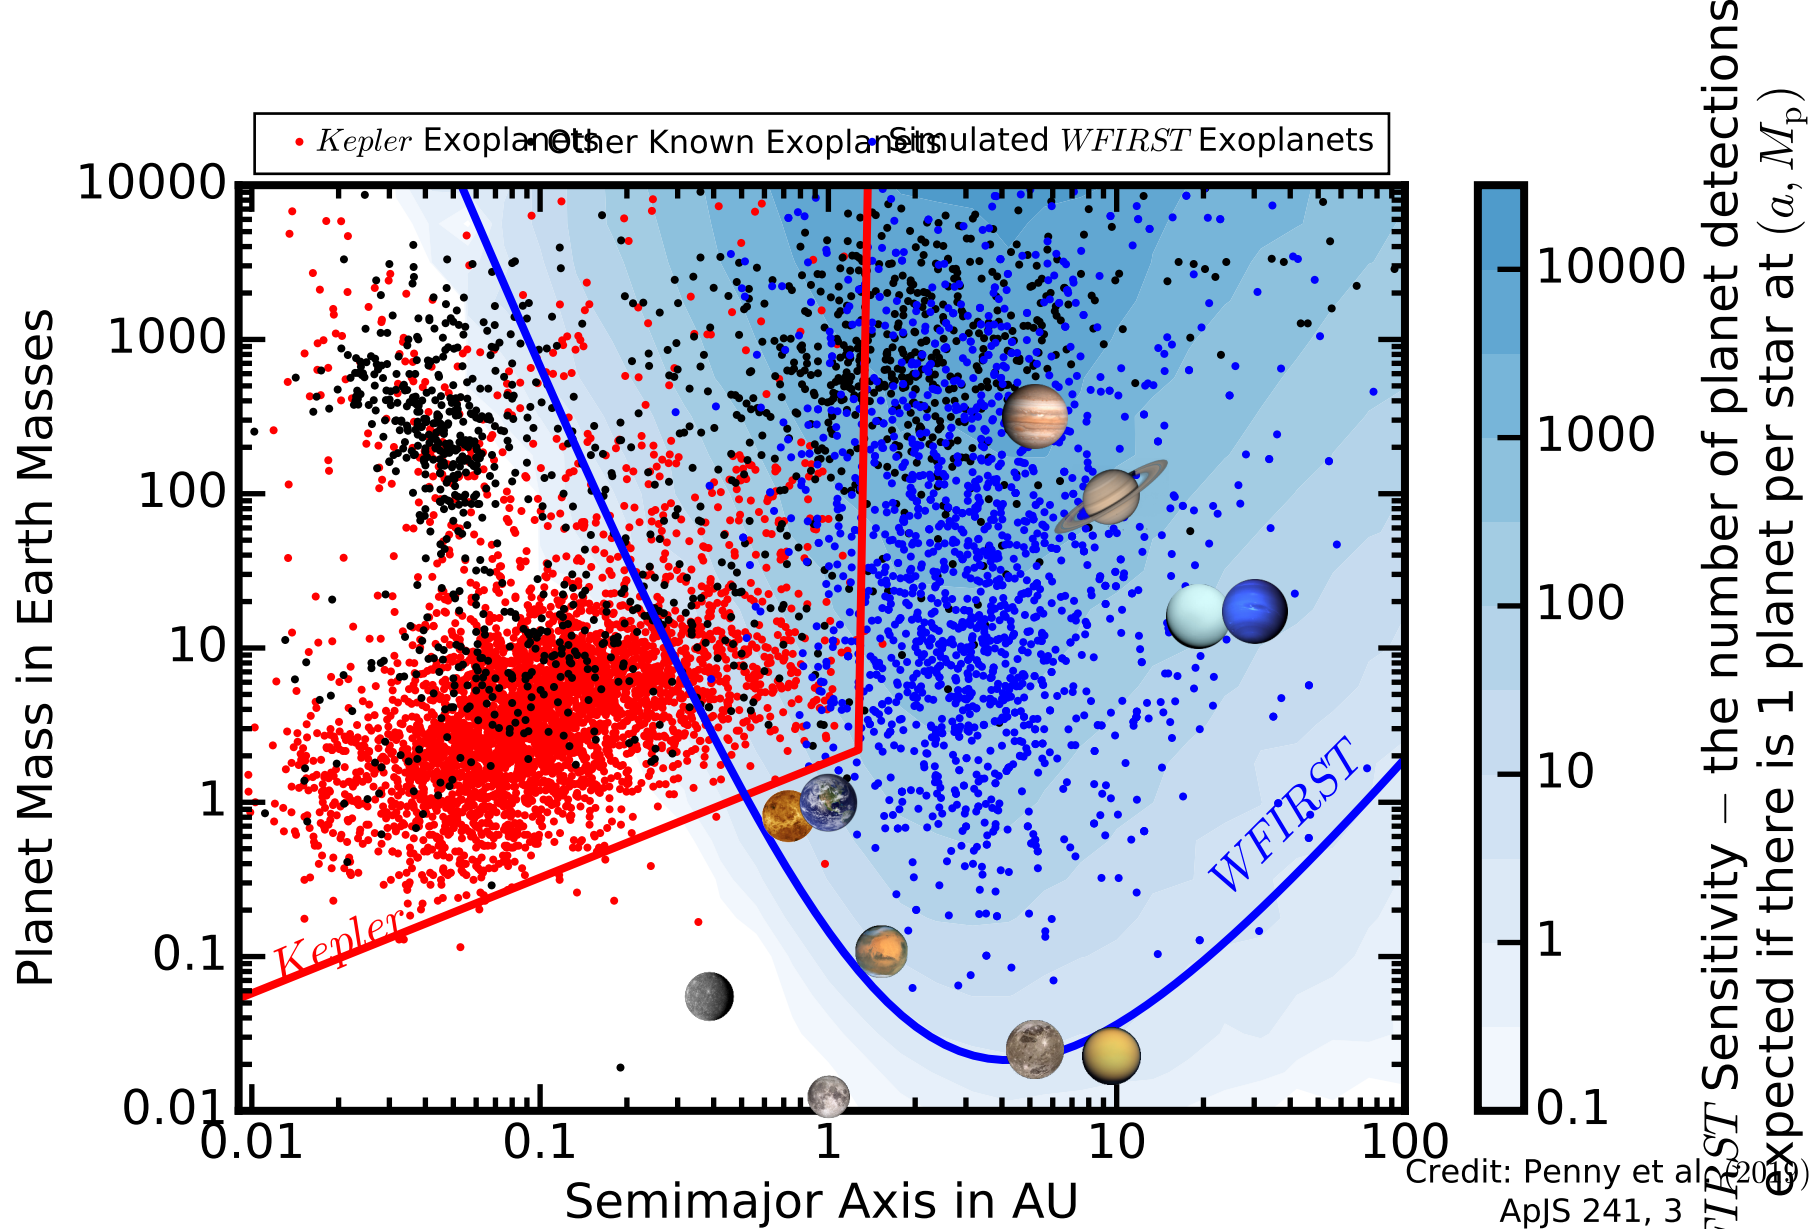 Kepler Exoplanets Other Known Exoplanets Simulated WFIRST Exoplanets
10000
1000
100
10
1
0.1
0.01
Planet Mass in Earth Masses
0.01 0.1 1 10 100
Semimajor Axis in AU
Kepler
WFIRST
10000
1000
100
10
1
0.1
FIRST Sensitivity – the number of planet detections
expected if there is 1 planet per star at (a, Mp)
Credit: Penny et al. (2019)
ApJS 241, 3